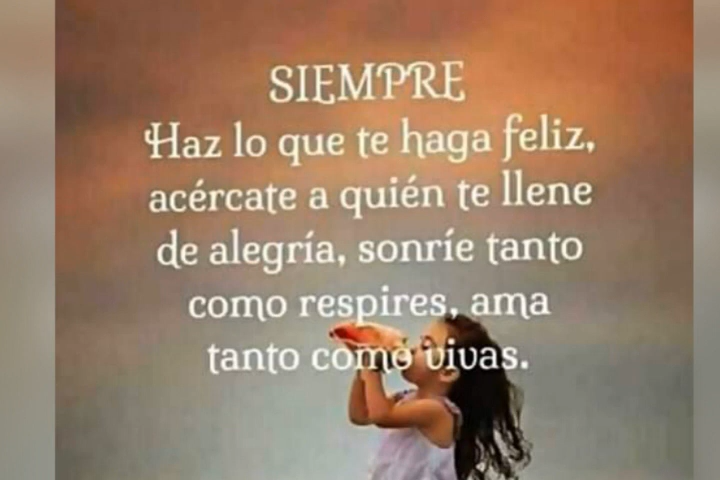 SIEMPRE
Haz lo que te haga feliz,
acércate a quién te llene
de alegría, sonríe tanto
como respires, ama
tanto como vivas.